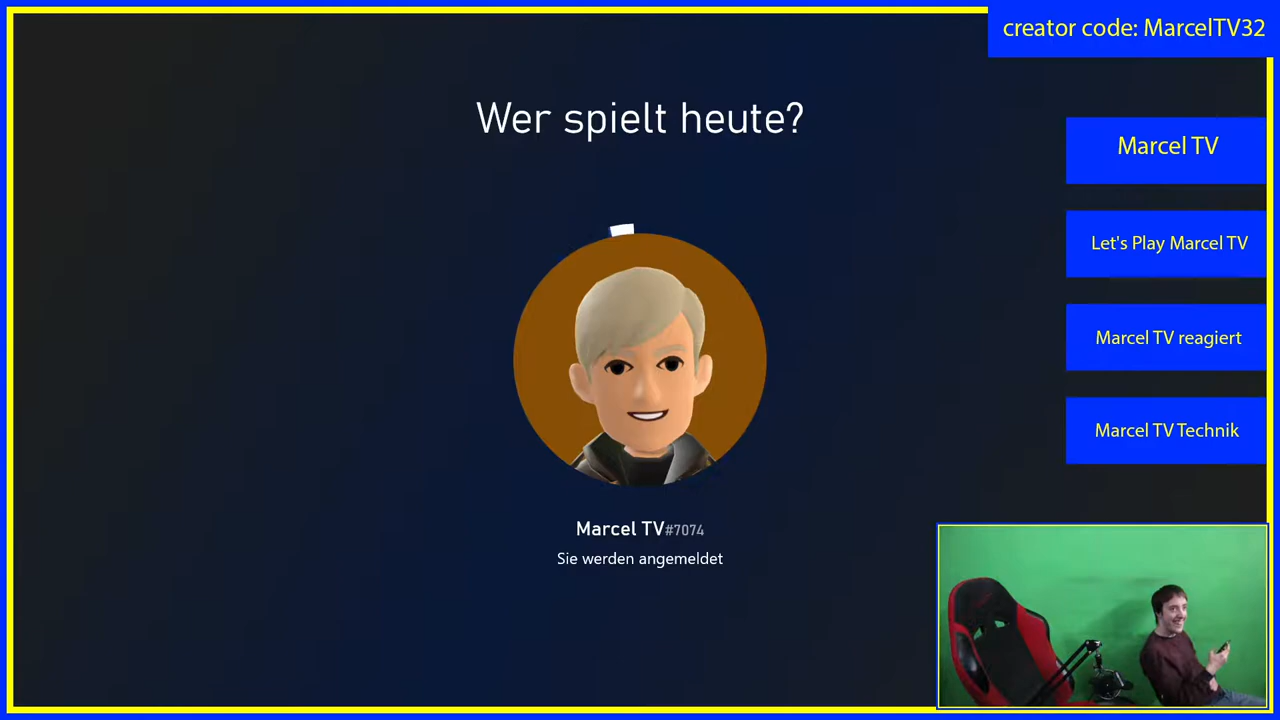 creator code: MarcelTV32
Wer spielt heute?
Marcel TV
Let's Play Marcel TV
Marcel TV reagiert
Marcel TV Technik
Marcel TV#7074
Sie werden angemeldet